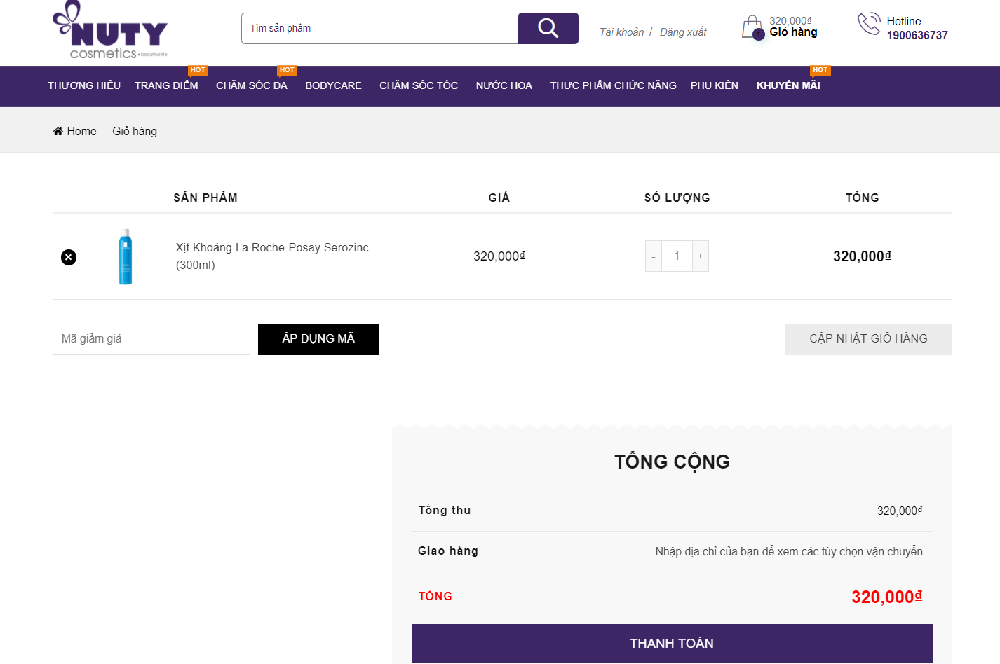 NUTY
cosmetics • beautiful life
Tìm sản phẩm
Tài khoản / Đăng xuất
320,000₫
Giỏ hàng
1
Hotline
1900636737
HOT
HOT
HOT
THƯƠNG HIỆU TRANG ĐIỂM CHĂM SÓC DA BODYCARE CHĂM SÓC TÓC NƯỚC HOA THỰC PHẨM CHỨC NĂNG PHỤ KIỆN KHUYẾN MÃI
Home Giỏ hàng
SẢN PHẨM GIÁ SỐ LƯỢNG TỔNG
Xịt Khoáng La Roche-Posay Serozinc
(300ml)
320,000₫
- 1 +
320,000₫
Mã giảm giá
ÁP DỤNG MÃ
CẬP NHẬT GIỎ HÀNG
TỔNG CỘNG
Tổng thu 320,000₫
Giao hàng Nhập địa chỉ của bạn để xem các tùy chọn vận chuyển
TỔNG 320,000₫
THANH TOÁN